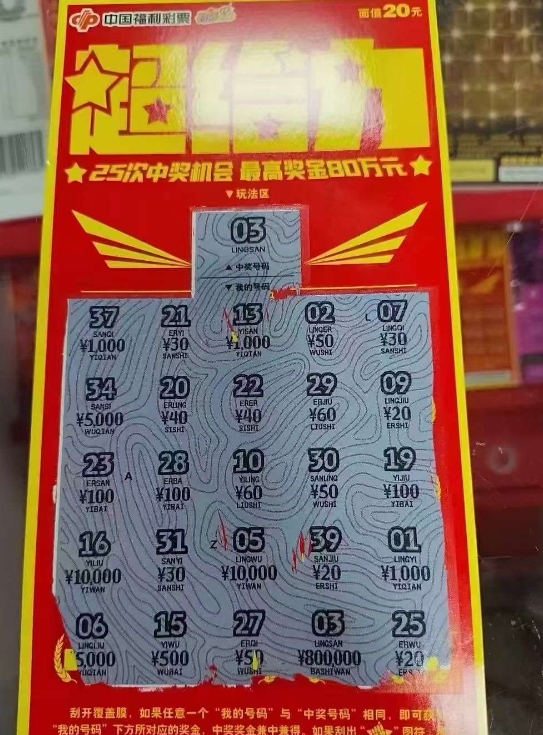 中国福利彩票 面值20元
超给力
★25次中奖机会 最高奖金80万元★
▼玩法区
03
LINGSAN
▲中奖号码
▼我的号码
37 21 13 02 07
SANQI ERYI YISAN LINGER LINGQI
¥1,000 ¥30 ¥1,000 ¥50 ¥30
YIQIAN SANSHI YIQIAN WUSHI SANSHI
34 20 22 29 09
SANSI ERLING ERER ERJIU LINGJIU
¥5,000 ¥40 ¥40 ¥60 ¥20
WUQIAN SISHI SISHI LIUSHI ERSHI
23 28 10 30 19
ERSAN A ERBA YILING SANLING YIJIU
¥100 ¥100 ¥60 ¥50 ¥100
YIBAI YIBAI LIUSHI WUSHI YIBAI
16 31 05 39 01
YILIU SANYI Z LINGWU SANJIU LINGYI
¥10,000 ¥30 ¥10,000 ¥20 ¥1,000
YIWAN SANSHI YIWAN ERSHI YIQIAN
06 15 27 03 25
LINGLIU YIWU ERQI LINGSAN ERWU
5,000 ¥500 ¥50 ¥800,000 ¥20
WUBAI WUSHI BASHIWAN
刮开覆盖膜，如果任意一个“我的号码”与“中奖号码”相同，即可获
“我的号码”下方所对应的奖金，中奖奖金兼中兼得。如果刮出“ ”图符，